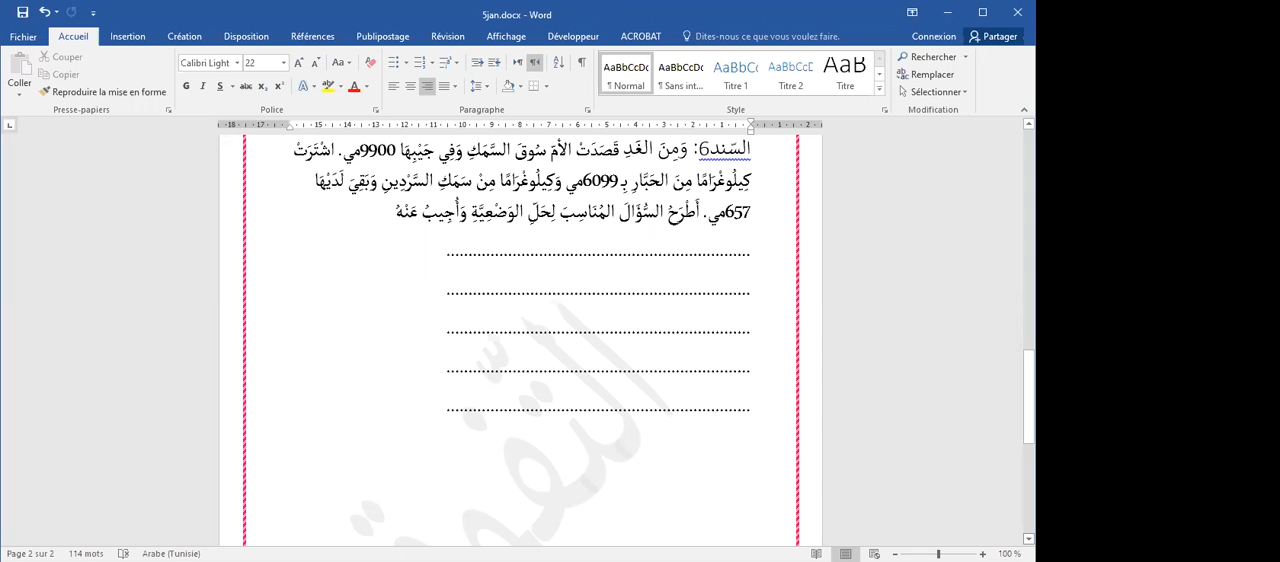 5jan.docx - Word
Fichier Accueil Insertion Création Disposition Références Publipostage Révision Affichage Développeur ACROBAT Dites-nous ce que vous voulez faire. Connexion Partager
Couper
Copier
Reproduire la mise en forme
Coller
Presse-papiers
Calibri Light 22
Police
Paragraphe
AaBbCcDc AaBbCcDc AaBbC AaBbCc AaB
¶ Normal ¶ Sans int... Titre 1 Titre 2 Titre
Style
Rechercher
Remplacer
Sélectionner
Modification
السّند6: وَمِنَ الغَدِ قَصَدَتْ الأمّ سُوقَ السَّمَكِ وَفِي جَيْبِهَا 9900مي. اشْتَرَتْ
كِيلُوغْرَامًا مِنَ الحَبَّارِ بِـ 6099مي وَكِيلُوغْرَامًا مِنْ سَمَكِ السَّرْدِينِ وَبَقِيَ لَدَيْهَا
657مي. أَطْرَحُ السُّؤَالَ المُنَاسِبَ لِحَلِّ الوَضْعِيَّةِ وَأُجِيبُ عَنْهُ
Page 2 sur 2 114 mots Arabe (Tunisie) 100 %